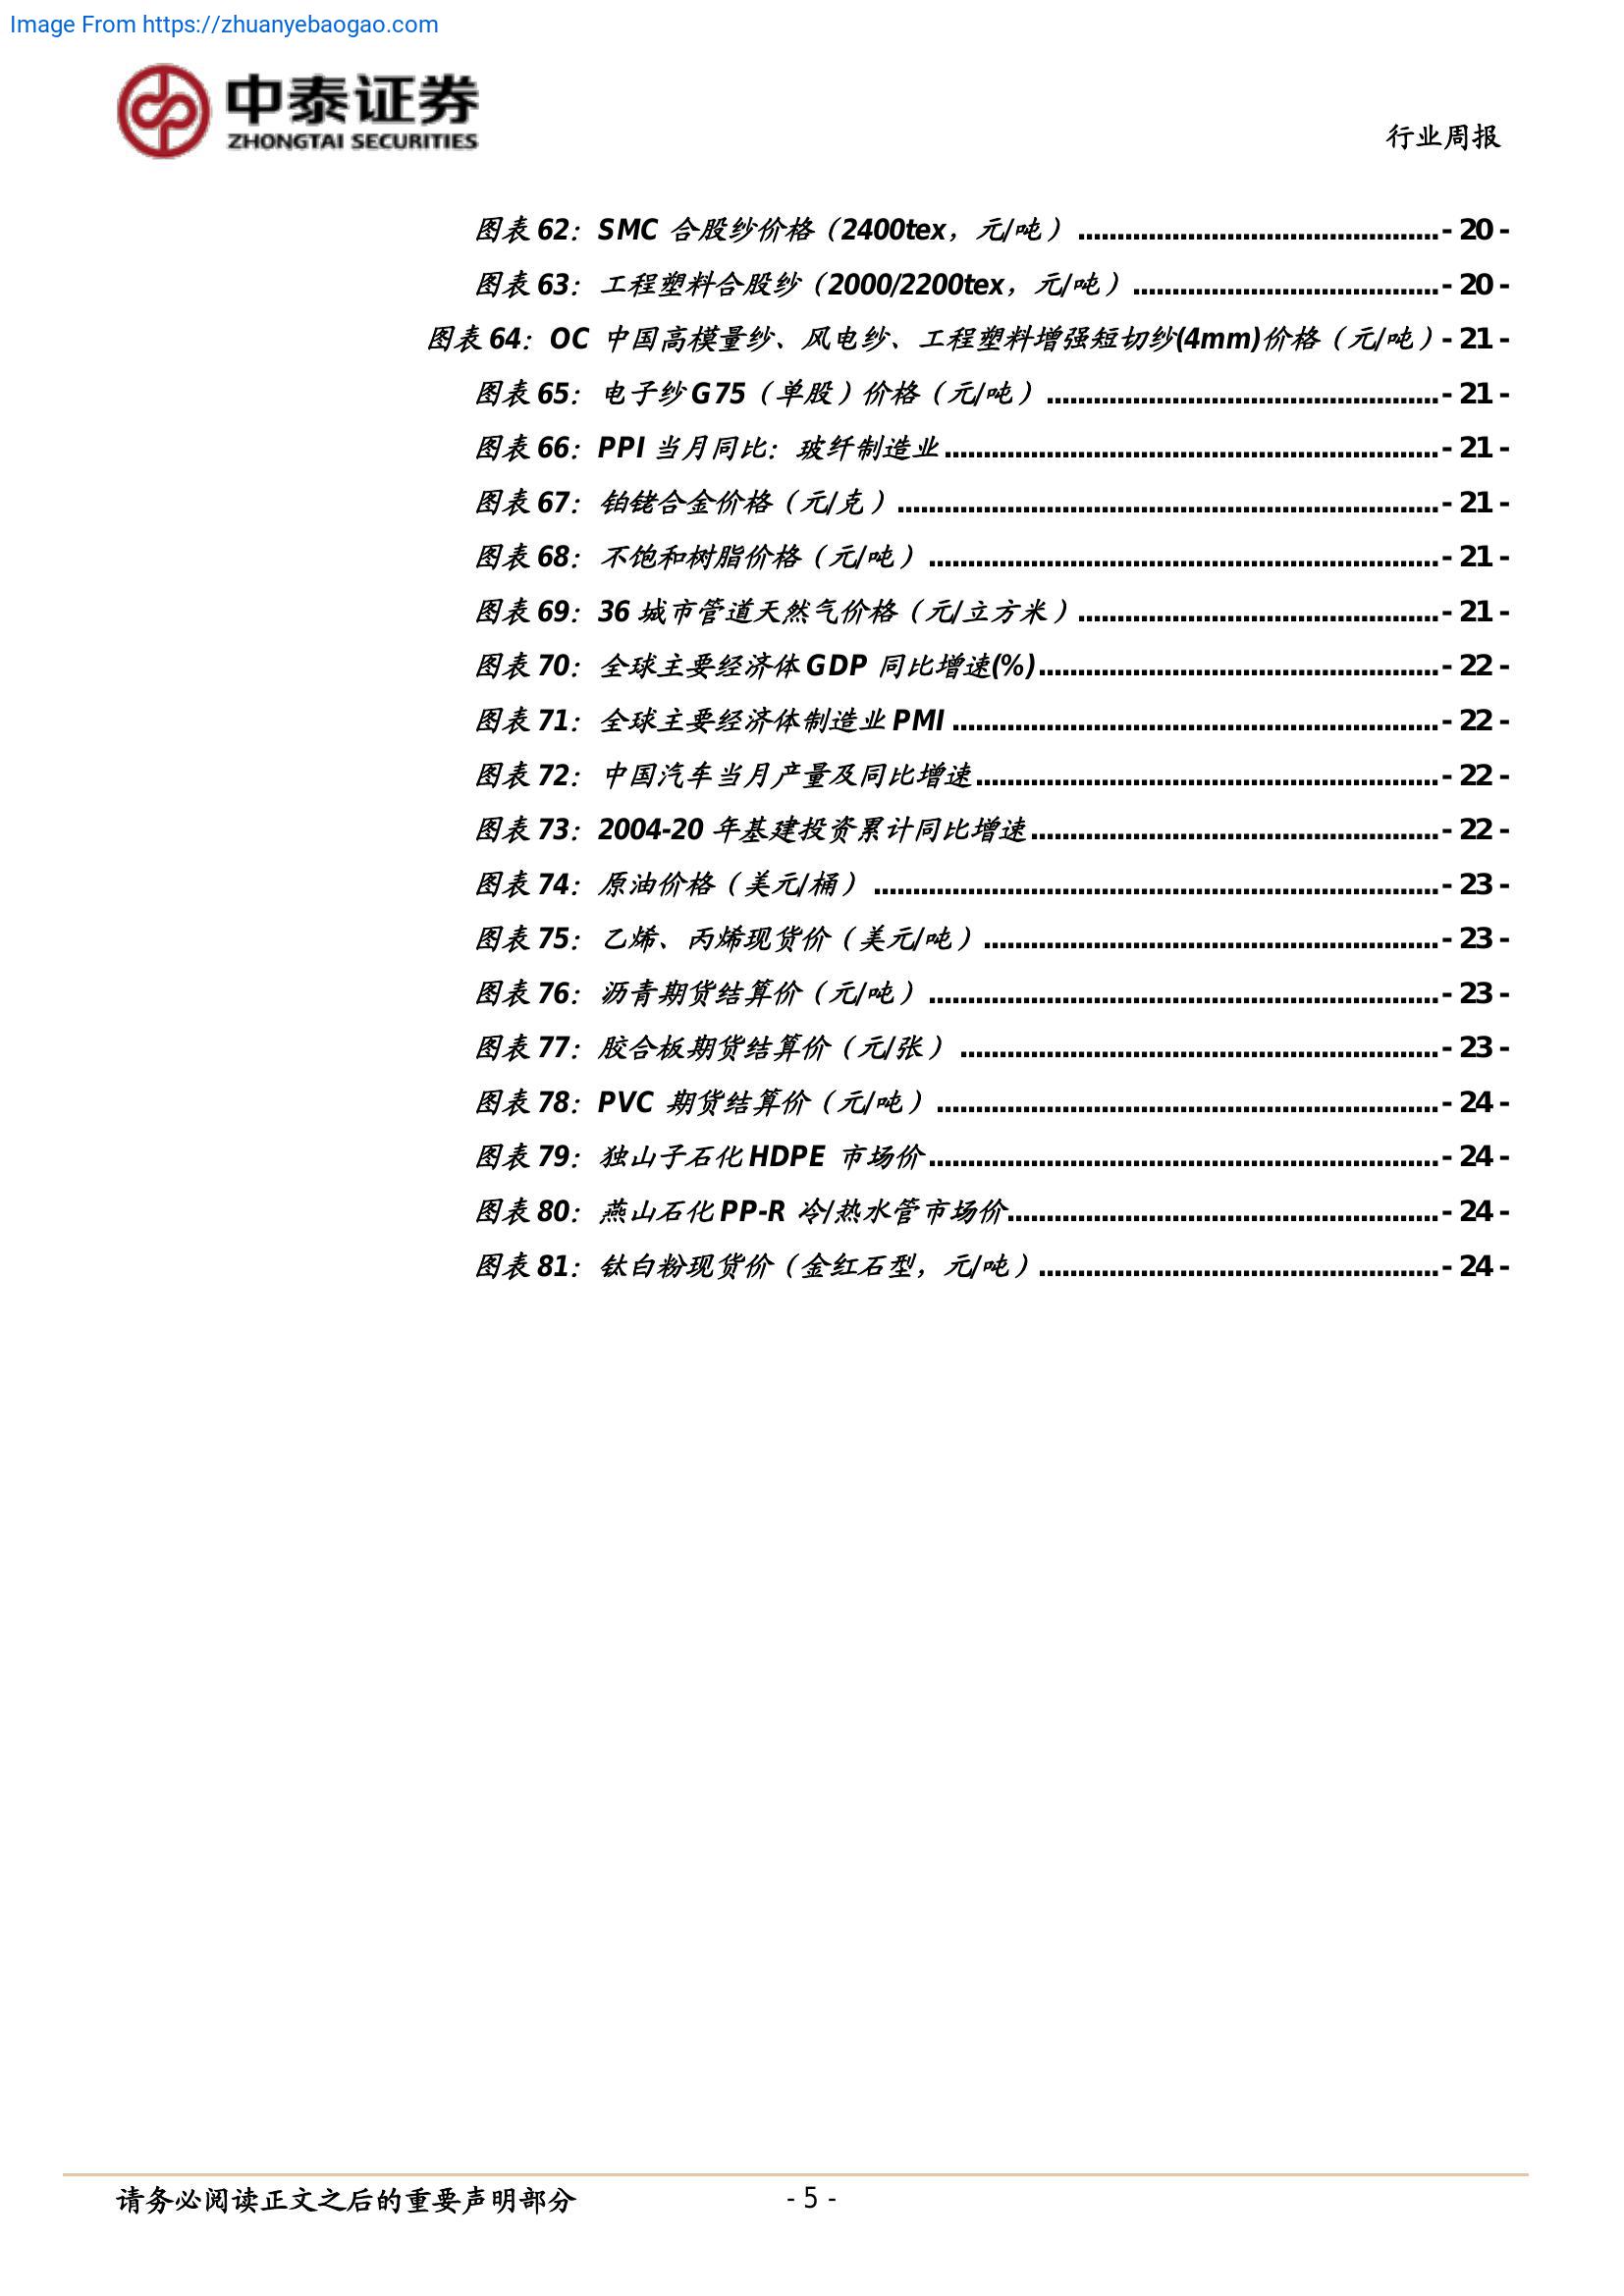 Image From https://zhuanyebaogao.com
中泰证券
ZHONGTAI SECURITIES
行业周报
图表 62：SMC 合股纱价格（2400tex，元/吨）..............................................- 20 -
图表 63：工程塑料合股纱（2000/2200tex，元/吨）.......................................- 20 -
图表 64：OC 中国高模量纱、风电纱、工程塑料增强短切纱(4mm)价格（元/吨）- 21 -
图表 65：电子纱 G75（单股）价格（元/吨）..................................................- 21 -
图表 66：PPI 当月同比：玻纤制造业...............................................................- 21 -
图表 67：铂铑合金价格（元/克）.....................................................................- 21 -
图表 68：不饱和树脂价格（元/吨）.................................................................- 21 -
图表 69：36 城市管道天然气价格（元/立方米）..............................................- 21 -
图表 70：全球主要经济体 GDP 同比增速(%)...................................................- 22 -
图表 71：全球主要经济体制造业 PMI ..............................................................- 22 -
图表 72：中国汽车当月产量及同比增速...........................................................- 22 -
图表 73：2004-20 年基建投资累计同比增速....................................................- 22 -
图表 74：原油价格（美元/桶）........................................................................- 23 -
图表 75：乙烯、丙烯现货价（美元/吨）..........................................................- 23 -
图表 76：沥青期货结算价（元/吨）.................................................................- 23 -
图表 77：胶合板期货结算价（元/张）.............................................................- 23 -
图表 78：PVC 期货结算价（元/吨）................................................................- 24 -
图表 79：独山子石化 HDPE 市场价.................................................................- 24 -
图表 80：燕山石化 PP-R 冷/热水管市场价.......................................................- 24 -
图表 81：钛白粉现货价（金红石型，元/吨）...................................................- 24 -
请务必阅读正文之后的重要声明部分
- 5 -